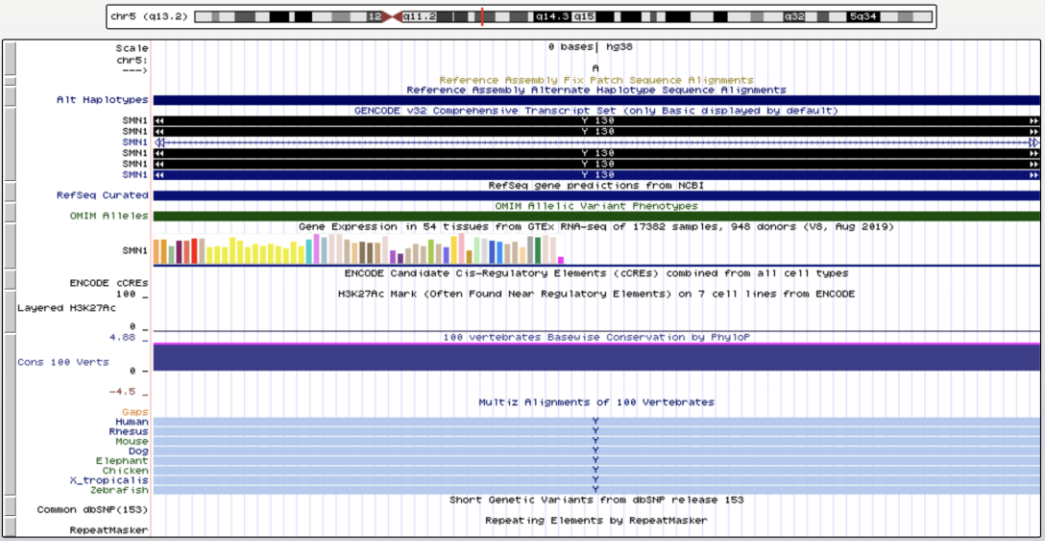 chr5 (q13.2) 12 q11.2 q14.3 q15 q32 5q34
Scale 0 bases| hg38
chr5:
---> A
Reference Assembly Fix Patch Sequence Alignments
Reference Assembly Alternate Haplotype Sequence Alignments
Alt Haplotypes
GENCODE v32 Comprehensive Transcript Set (only Basic displayed by default)
SMN1 Y 130
SMN1 Y 130
SMN1
SMN1 Y 130
SMN1 Y 130
SMN1 Y 130
RefSeq gene predictions from NCBI
RefSeq Curated
OMIM Allelic Variant Phenotypes
OMIM Alleles
Gene Expression in 54 tissues from GTEx RNA-seq of 17382 samples, 948 donors (V8, Aug 2019)
SMN1
ENCODE Candidate Cis-Regulatory Elements (cCREs) combined from all cell types
ENCODE cCREs
100 _ H3K27Ac Mark (Often Found Near Regulatory Elements) on 7 cell lines from ENCODE
Layered H3K27Ac
0 _
4.88 _ 100 vertebrates Basewise Conservation by PhyloP
Cons 100 Verts
0 -
-4.5 _
Multiz Alignments of 100 Vertebrates
Gaps
Human Y
Rhesus Y
Mouse Y
Dog Y
Elephant Y
Chicken Y
X_tropicalis Y
Zebrafish Y
Short Genetic Variants from dbSNP release 153
Common dbSNP(153)
Repeating Elements by RepeatMasker
RepeatMasker